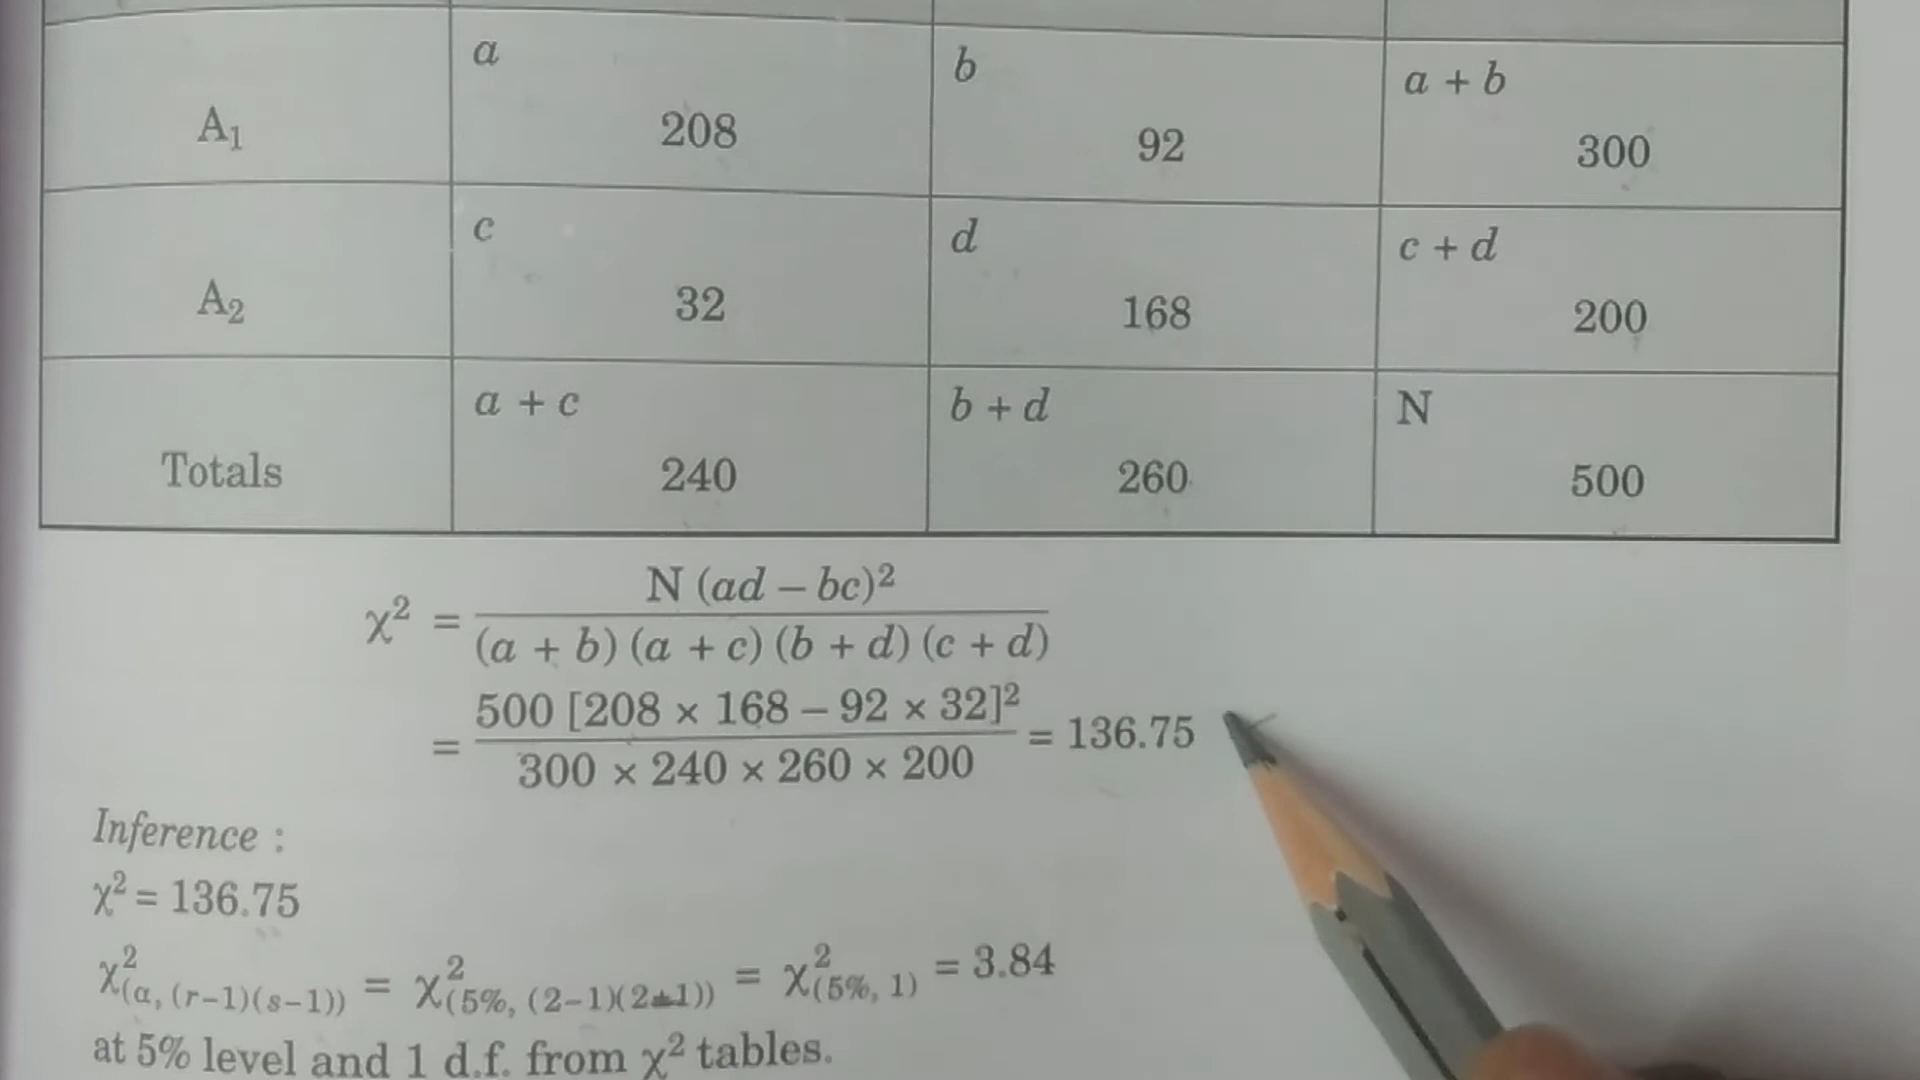 a b a + b
A₁ 208 92 300
c d c + d
A₂ 32 168 200
a + c b + d N
Totals 240 260 500
χ² = N (ad – bc)² / (a + b) (a + c) (b + d) (c + d)
= 500 [208 × 168 – 92 × 32]² / 300 × 240 × 260 × 200 = 136.75
Inference :
χ² = 136.75
χ²(α, (r–1)(s–1)) = χ²(5%, (2–1)(2–1)) = χ²(5%, 1) = 3.84
at 5% level and 1 d.f. from χ² tables.